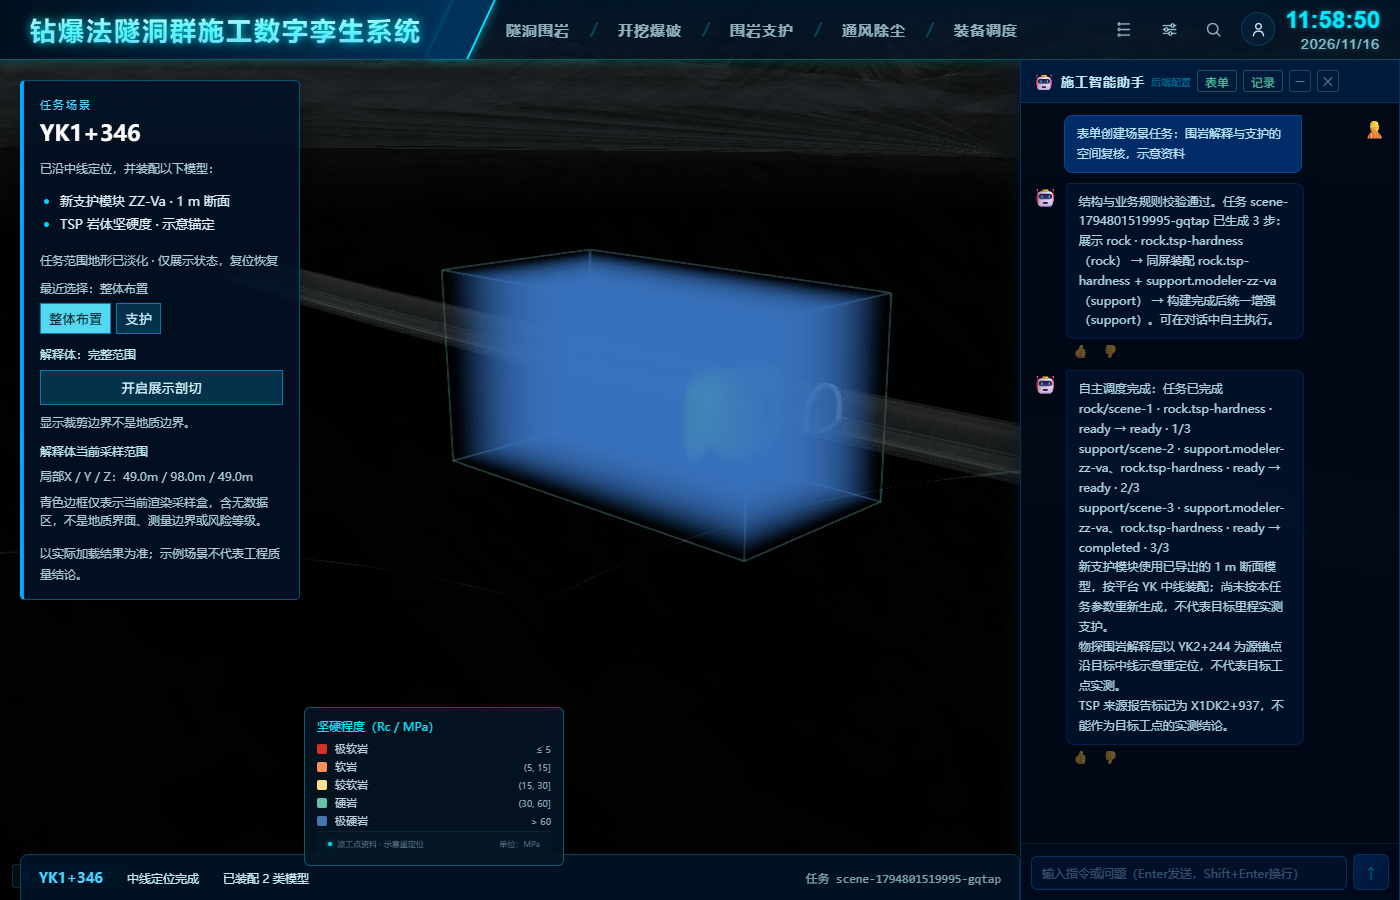 钻爆法隧洞群施工数字孪生系统
隧洞围岩 / 开挖爆破 / 围岩支护 / 通风除尘 / 装备调度
11:58:50
2026/11/16
任务场景
YK1+346
已沿中线定位，并装配以下模型：
新支护模块 ZZ-Va · 1 m 断面
TSP 岩体坚硬度 · 示意锚定
任务范围地形已淡化 · 仅展示状态，复位恢复
最近选择：整体布置
整体布置 支护
解释体：完整范围
开启展示剖切
显示裁剪边界不是地质边界。
解释体当前采样范围
局部X / Y / Z：49.0m / 98.0m / 49.0m
青色边框仅表示当前渲染采样盒，含无数据
区，不是地质界面、测量边界或风险等级。
以实际加载结果为准；示例场景不代表工程质
量结论。
坚硬程度（Rc / MPa）
极软岩 ≤ 5
软岩 (5, 15]
较软岩 (15, 30]
硬岩 (30, 60]
极硬岩 > 60
源工点资料 · 示意重定位 单位：MPa
YK1+346 中线定位完成 已装配 2 类模型 任务 scene-1794801519995-gqtap
施工智能助手 后端配置 表单 记录
表单创建场景任务：围岩解释与支护的
空间复核，示意资料
结构与业务规则校验通过。任务 scene-
1794801519995-gqtap 已生成 3 步：
展示 rock · rock.tsp-hardness
（rock） → 同屏装配 rock.tsp-
hardness + support.modeler-zz-va
（support） → 构建完成后统一增强
（support）。可在对话中自主执行。
自主调度完成：任务已完成
rock/scene-1 · rock.tsp-hardness ·
ready → ready · 1/3
support/scene-2 · support.modeler-
zz-va、rock.tsp-hardness · ready →
ready · 2/3
support/scene-3 · support.modeler-
zz-va、rock.tsp-hardness · ready →
completed · 3/3
新支护模块使用已导出的 1 m 断面模
型，按平台 YK 中线装配；尚未按本任
务参数重新生成，不代表目标里程实测
支护。
物探围岩解释层以 YK2+244 为源锚点
沿目标中线示意重定位，不代表目标工
点实测。
TSP 来源报告标记为 X1DK2+937，不
能作为目标工点的实测结论。
输入指令或问题（Enter发送，Shift+Enter换行）